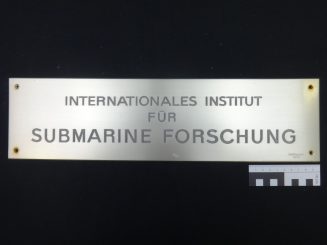 INTERNATIONALES INSTITUT
FÜR
SUBMARINE FORSCHUNG